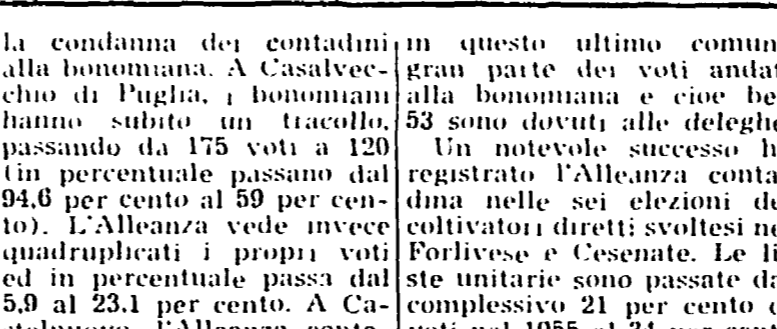 la condanna dei contadini
alla bonomiana. A Casalvec-
chio di Puglia, i bonomiani
hanno subito un tracollo,
passando da 175 voti a 120
(in percentuale passano dal
94,6 per cento al 59 per cen-
to). L'Alleanza vede invece
quadruplicati i propri voti
ed in percentuale passa dal
5,9 al 23,1 per cento. A Ca-
l'Alleanza
in questo ultimo comun
gran parte dei voti andat
alla bonomiana e cioe be
53 sono dovuti alle deleghe
Un notevole successo h
registrato l'Alleanza conta
dina nelle sei elezioni de
coltivatori diretti svoltesi ne
Forlivese e Cesenate. Le li
ste unitarie sono passate da
complessivo 21 per cento
1955 al